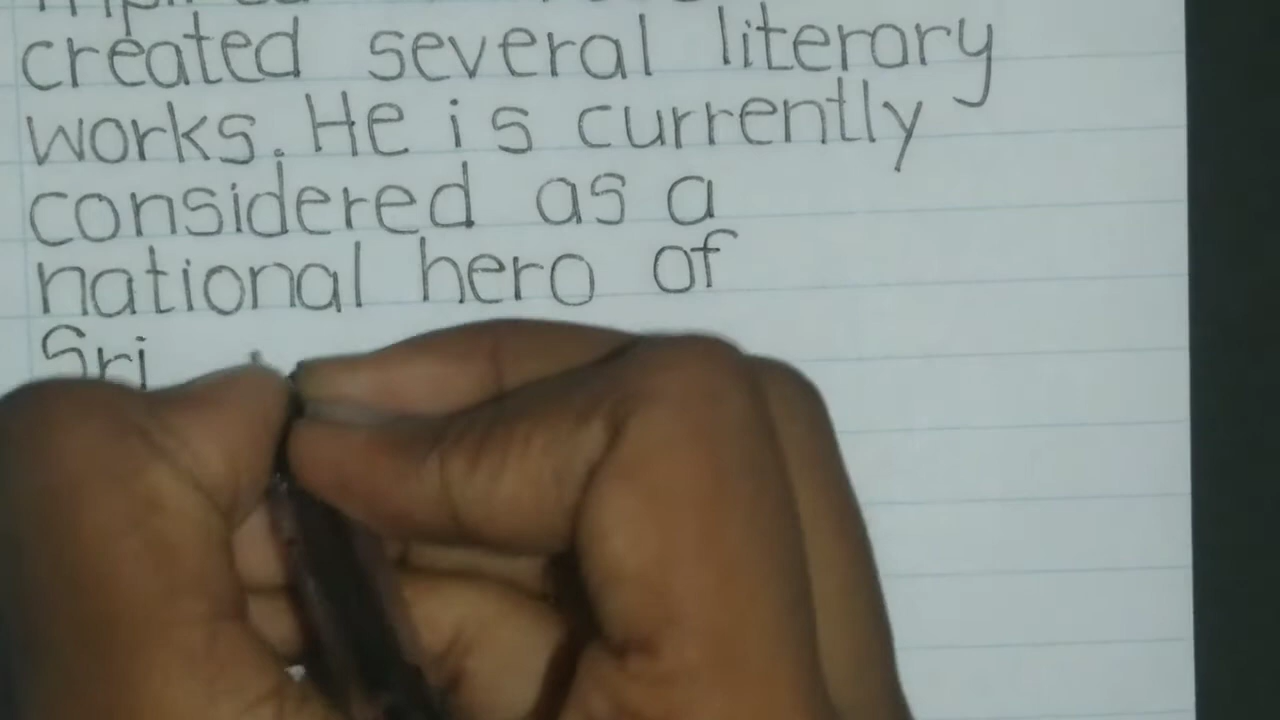 created several literary
works. He is currently
considered as a
national hero of
Sri